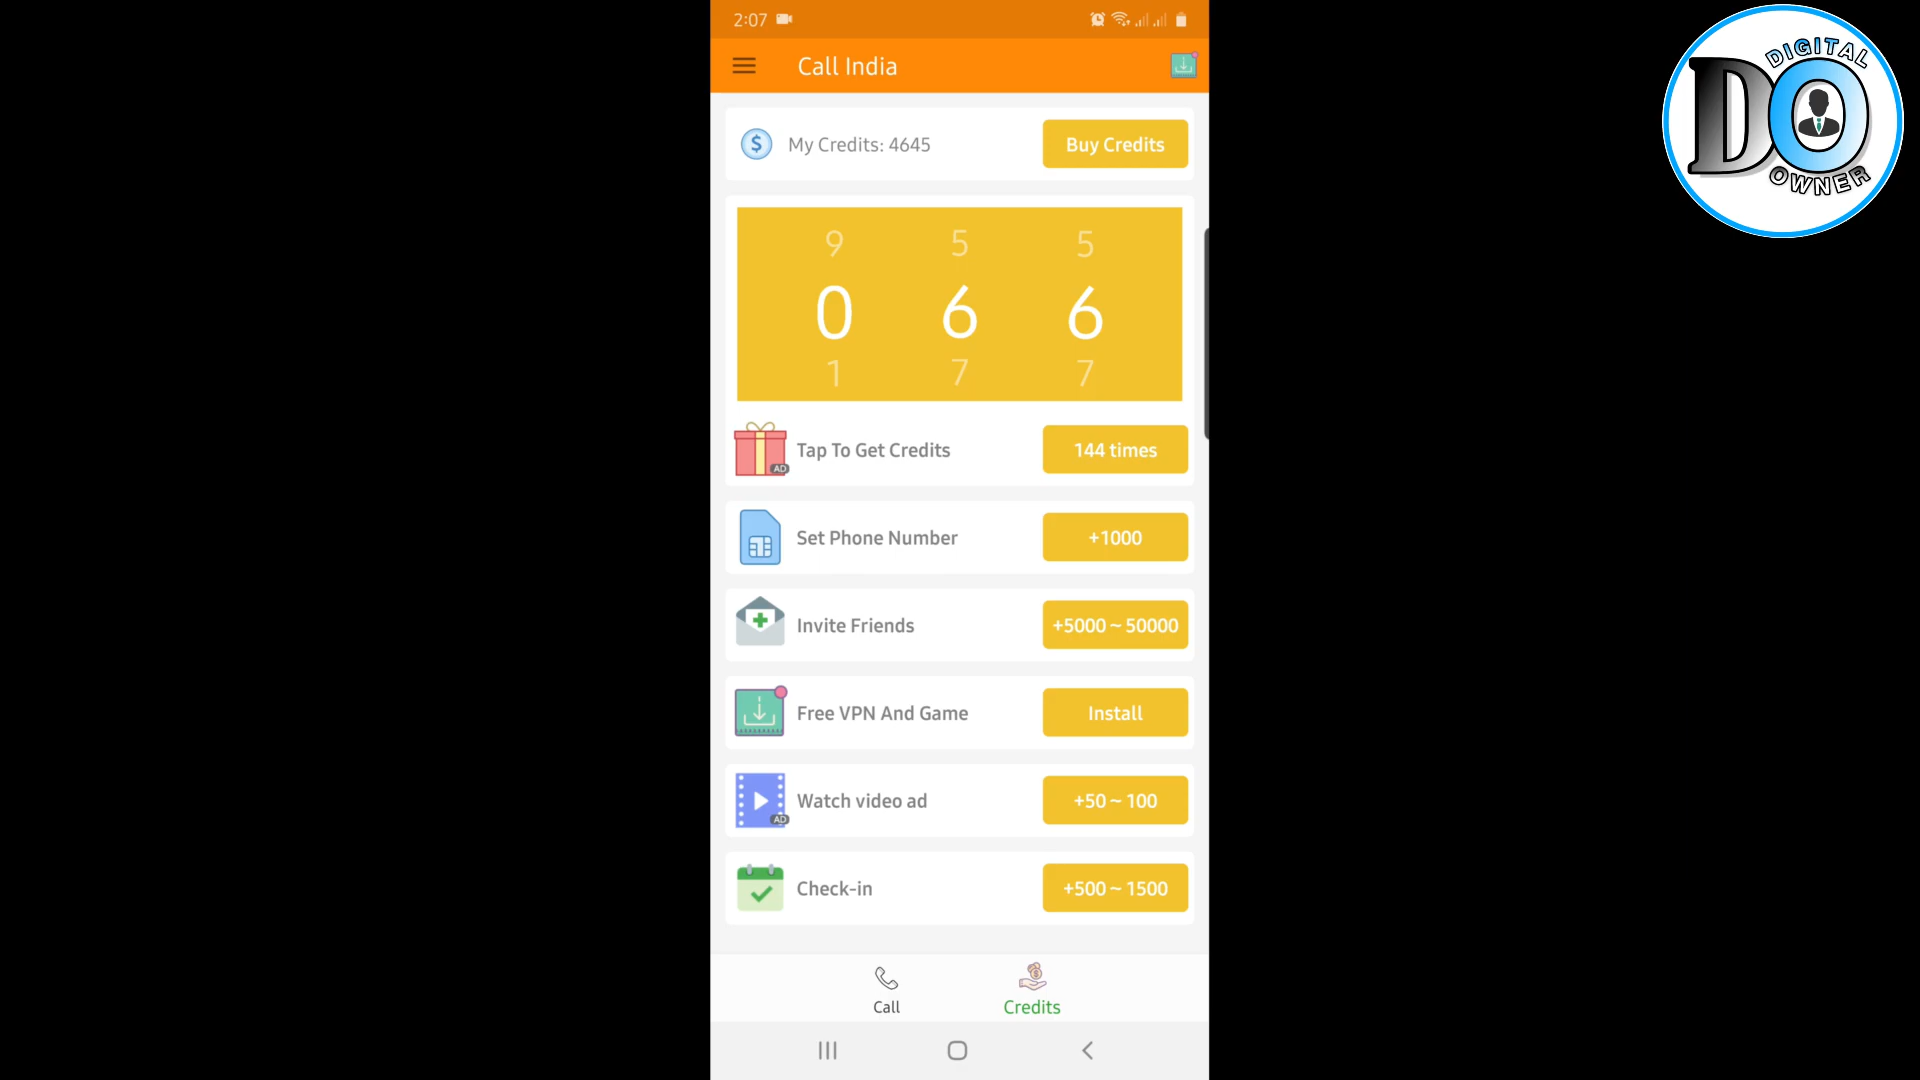 2:07
Call India
$ My Credits: 4645 Buy Credits
9 5 5
0 6 6
1 7 7
AD Tap To Get Credits 144 times
Set Phone Number +1000
Invite Friends +5000 ~ 50000
Free VPN And Game Install
AD Watch video ad +50 ~ 100
Check-in +500 ~ 1500
Call Credits
DIGITAL
DO
OWNER